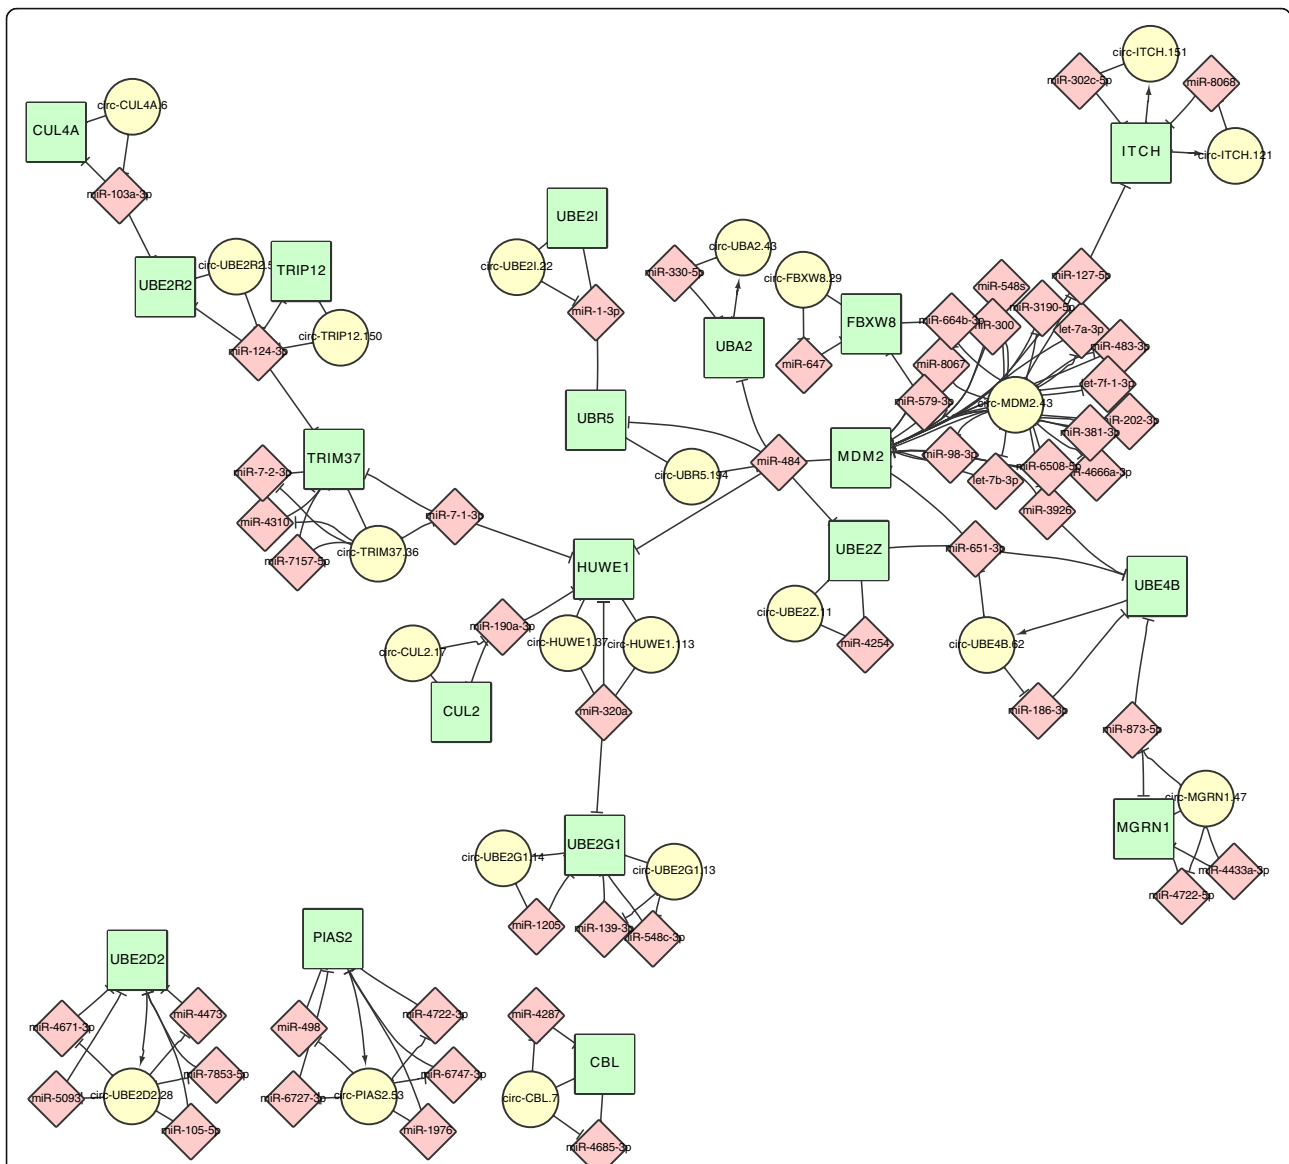 circ-ITCH.151
miR-302c-5p
miR-8068
circ-CUL4A.6
CUL4A
ITCH
circ-ITCH.121
miR-103a-3p
UBE2I
circ-UBE2I.22
circ-UBA2.43
miR-330-5p
circ-FBXW8.29
circ-UBE2R2.5
TRIP12
UBE2R2
miR-127-5p
miR-548s
miR-3190-5p
miR-1-3p
FBXW8
miR-664b-3p
miR-300
let-7a-3p
circ-TRIP12.150
miR-124-3p
UBA2
miR-647
miR-483-3p
miR-8067
let-7f-1-3p
miR-579-3p
circ-MDM2.43
UBR5
miR-202-3p
miR-381-3p
TRIM37
MDM2
miR-98-3p
miR-484
circ-UBR5.194
miR-7-2-3p
miR-6508-5p
miR-4666a-3p
let-7b-3p
miR-3926
miR-4310
miR-7-1-3p
circ-TRIM37.36
miR-7157-5p
HUWE1
UBE2Z
miR-651-3p
UBE4B
circ-UBE2Z.11
miR-190a-3p
circ-HUWE1.37
circ-HUWE1.113
miR-4254
circ-UBE4B.62
circ-CUL2.17
CUL2
miR-320a
miR-186-3p
miR-873-5p
circ-MGRN1.47
MGRN1
UBE2G1
circ-UBE2G1.14
circ-UBE2G1.13
miR-4433a-3p
miR-4722-5p
miR-1205
miR-139-3p
miR-548c-3p
PIAS2
UBE2D2
miR-4671-3p
miR-4473
miR-498
miR-4722-3p
miR-4287
CBL
miR-7853-5p
miR-6747-3p
miR-5093
circ-UBE2D2.28
miR-6727-3p
circ-PIAS2.53
circ-CBL.7
miR-105-5p
miR-1976
miR-4685-3p